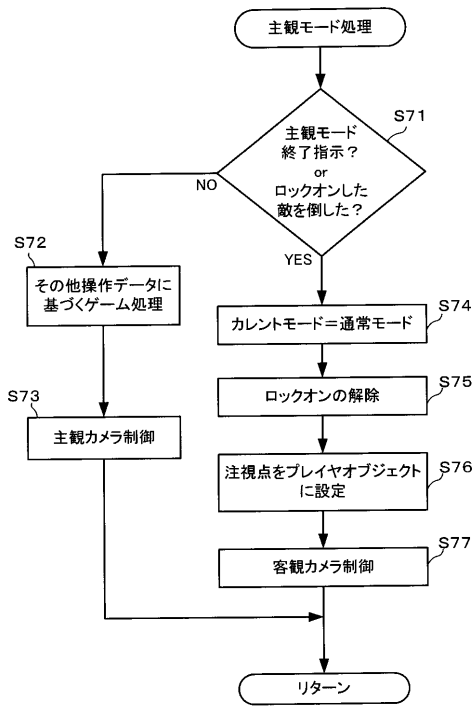 主観モード処理
S71
主観モード
終了指示？
or
ロックオンした
敵を倒した？
NO
YES
S72
その他操作データに
基づくゲーム処理
S73
主観カメラ制御
S74
カレントモード＝通常モード
S75
ロックオンの解除
S76
注視点をプレイヤオブジェクト
に設定
S77
客観カメラ制御
リターン